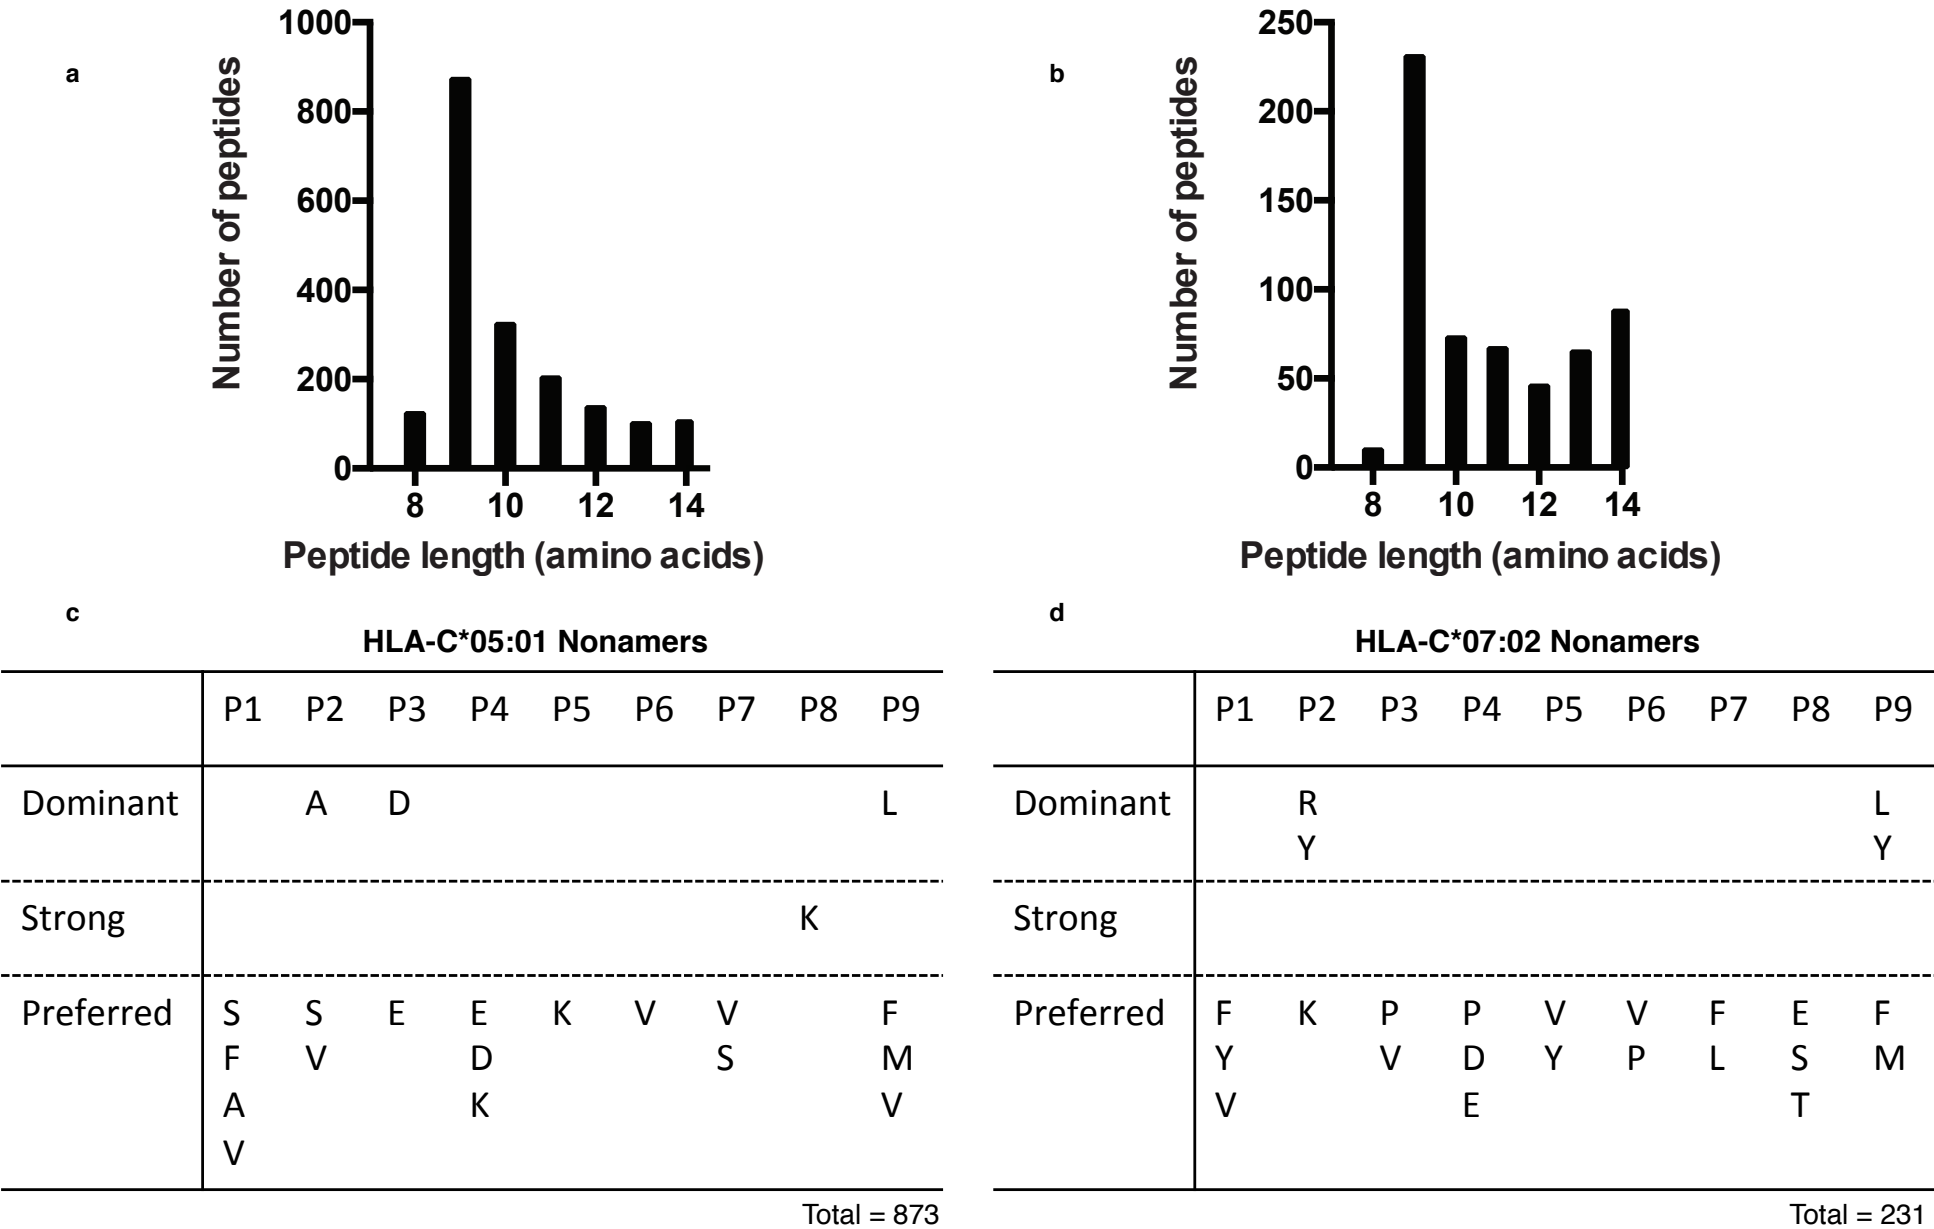 a
1000
800
600
400
200
0
Number of peptides
8 10 12 14
Peptide length (amino acids)
b
250
200
150
100
50
0
Number of peptides
8 10 12 14
Peptide length (amino acids)
c
HLA-C*05:01 Nonamers
P1 P2 P3 P4 P5 P6 P7 P8 P9
Dominant A D L
Strong K
Preferred S S E E K V V F
F V D S M
A K V
V
Total = 873
d
HLA-C*07:02 Nonamers
P1 P2 P3 P4 P5 P6 P7 P8 P9
Dominant R L
Y Y
Strong
Preferred F K P P V V F E F
Y V D Y P L S M
V E T
Total = 231